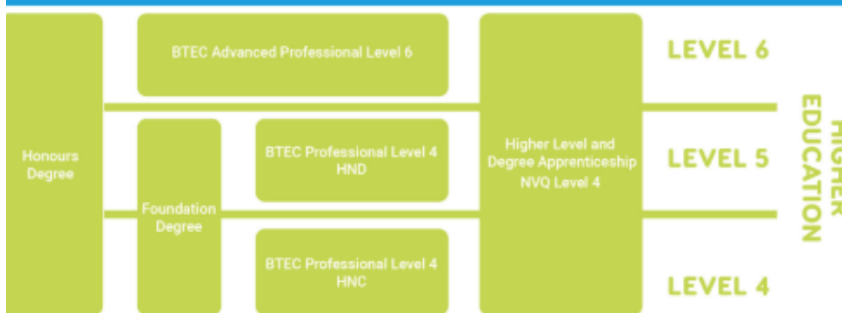 BTEC Advanced Professional Level 6
LEVEL 6
Honours
Degree
BTEC Professional Level 4
HND
Higher Level and
Degree Apprenticeship
NVQ Level 4
LEVEL 5
HIGHER
EDUCATION
Foundation
Degree
BTEC Professional Level 4
HNC
LEVEL 4